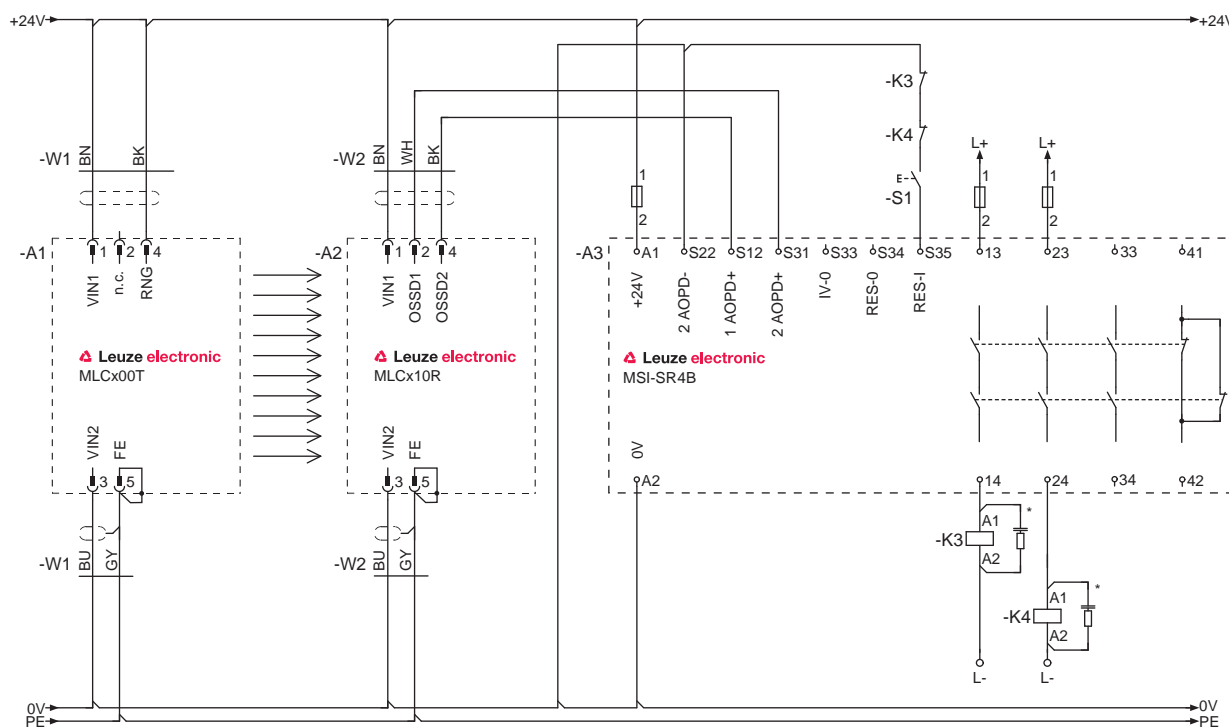 +24V
+24V
-K3
-K4
-W1
BN
BK
-W2
BN
WH
BK
L+
L+
1
2
E
-S1
1
2
1
2
-A1
1
2
4
-A2
1
2
4
-A3
A1
S22
S12
S31
S33
S34
S35
13
23
33
41
VIN1
n.c.
RNG
VIN1
OSSD1
OSSD2
+24V
2 AOPD-
1 AOPD+
2 AOPD+
IV-0
RES-0
RES-I
Leuze electronic
MLCx00T
Leuze electronic
MLCx10R
Leuze electronic
MSI-SR4B
VIN2
FE
VIN2
FE
0V
3
5
3
5
A2
14
24
34
42
-W1
BU
GY
-W2
BU
GY
-K3
A1
A2
*
-K4
A1
A2
*
L-
L-
0V
0V
PE
PE